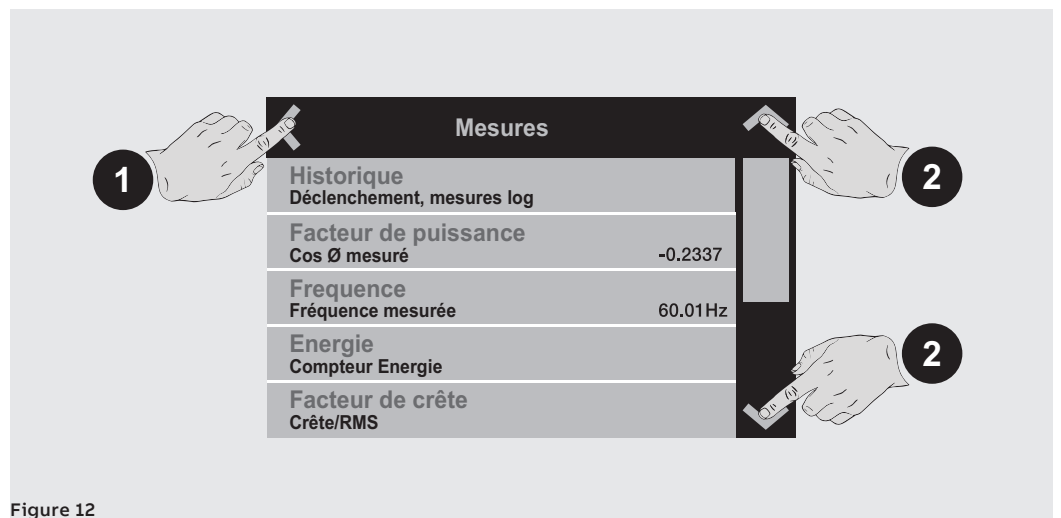 Mesures
1
2
Historique
Déclenchement, mesures log
Facteur de puissance
Cos Ø mesuré -0.2337
Frequence
Fréquence mesurée 60.01Hz
Energie
Compteur Energie
2
Facteur de crête
Crête/RMS
Figure 12